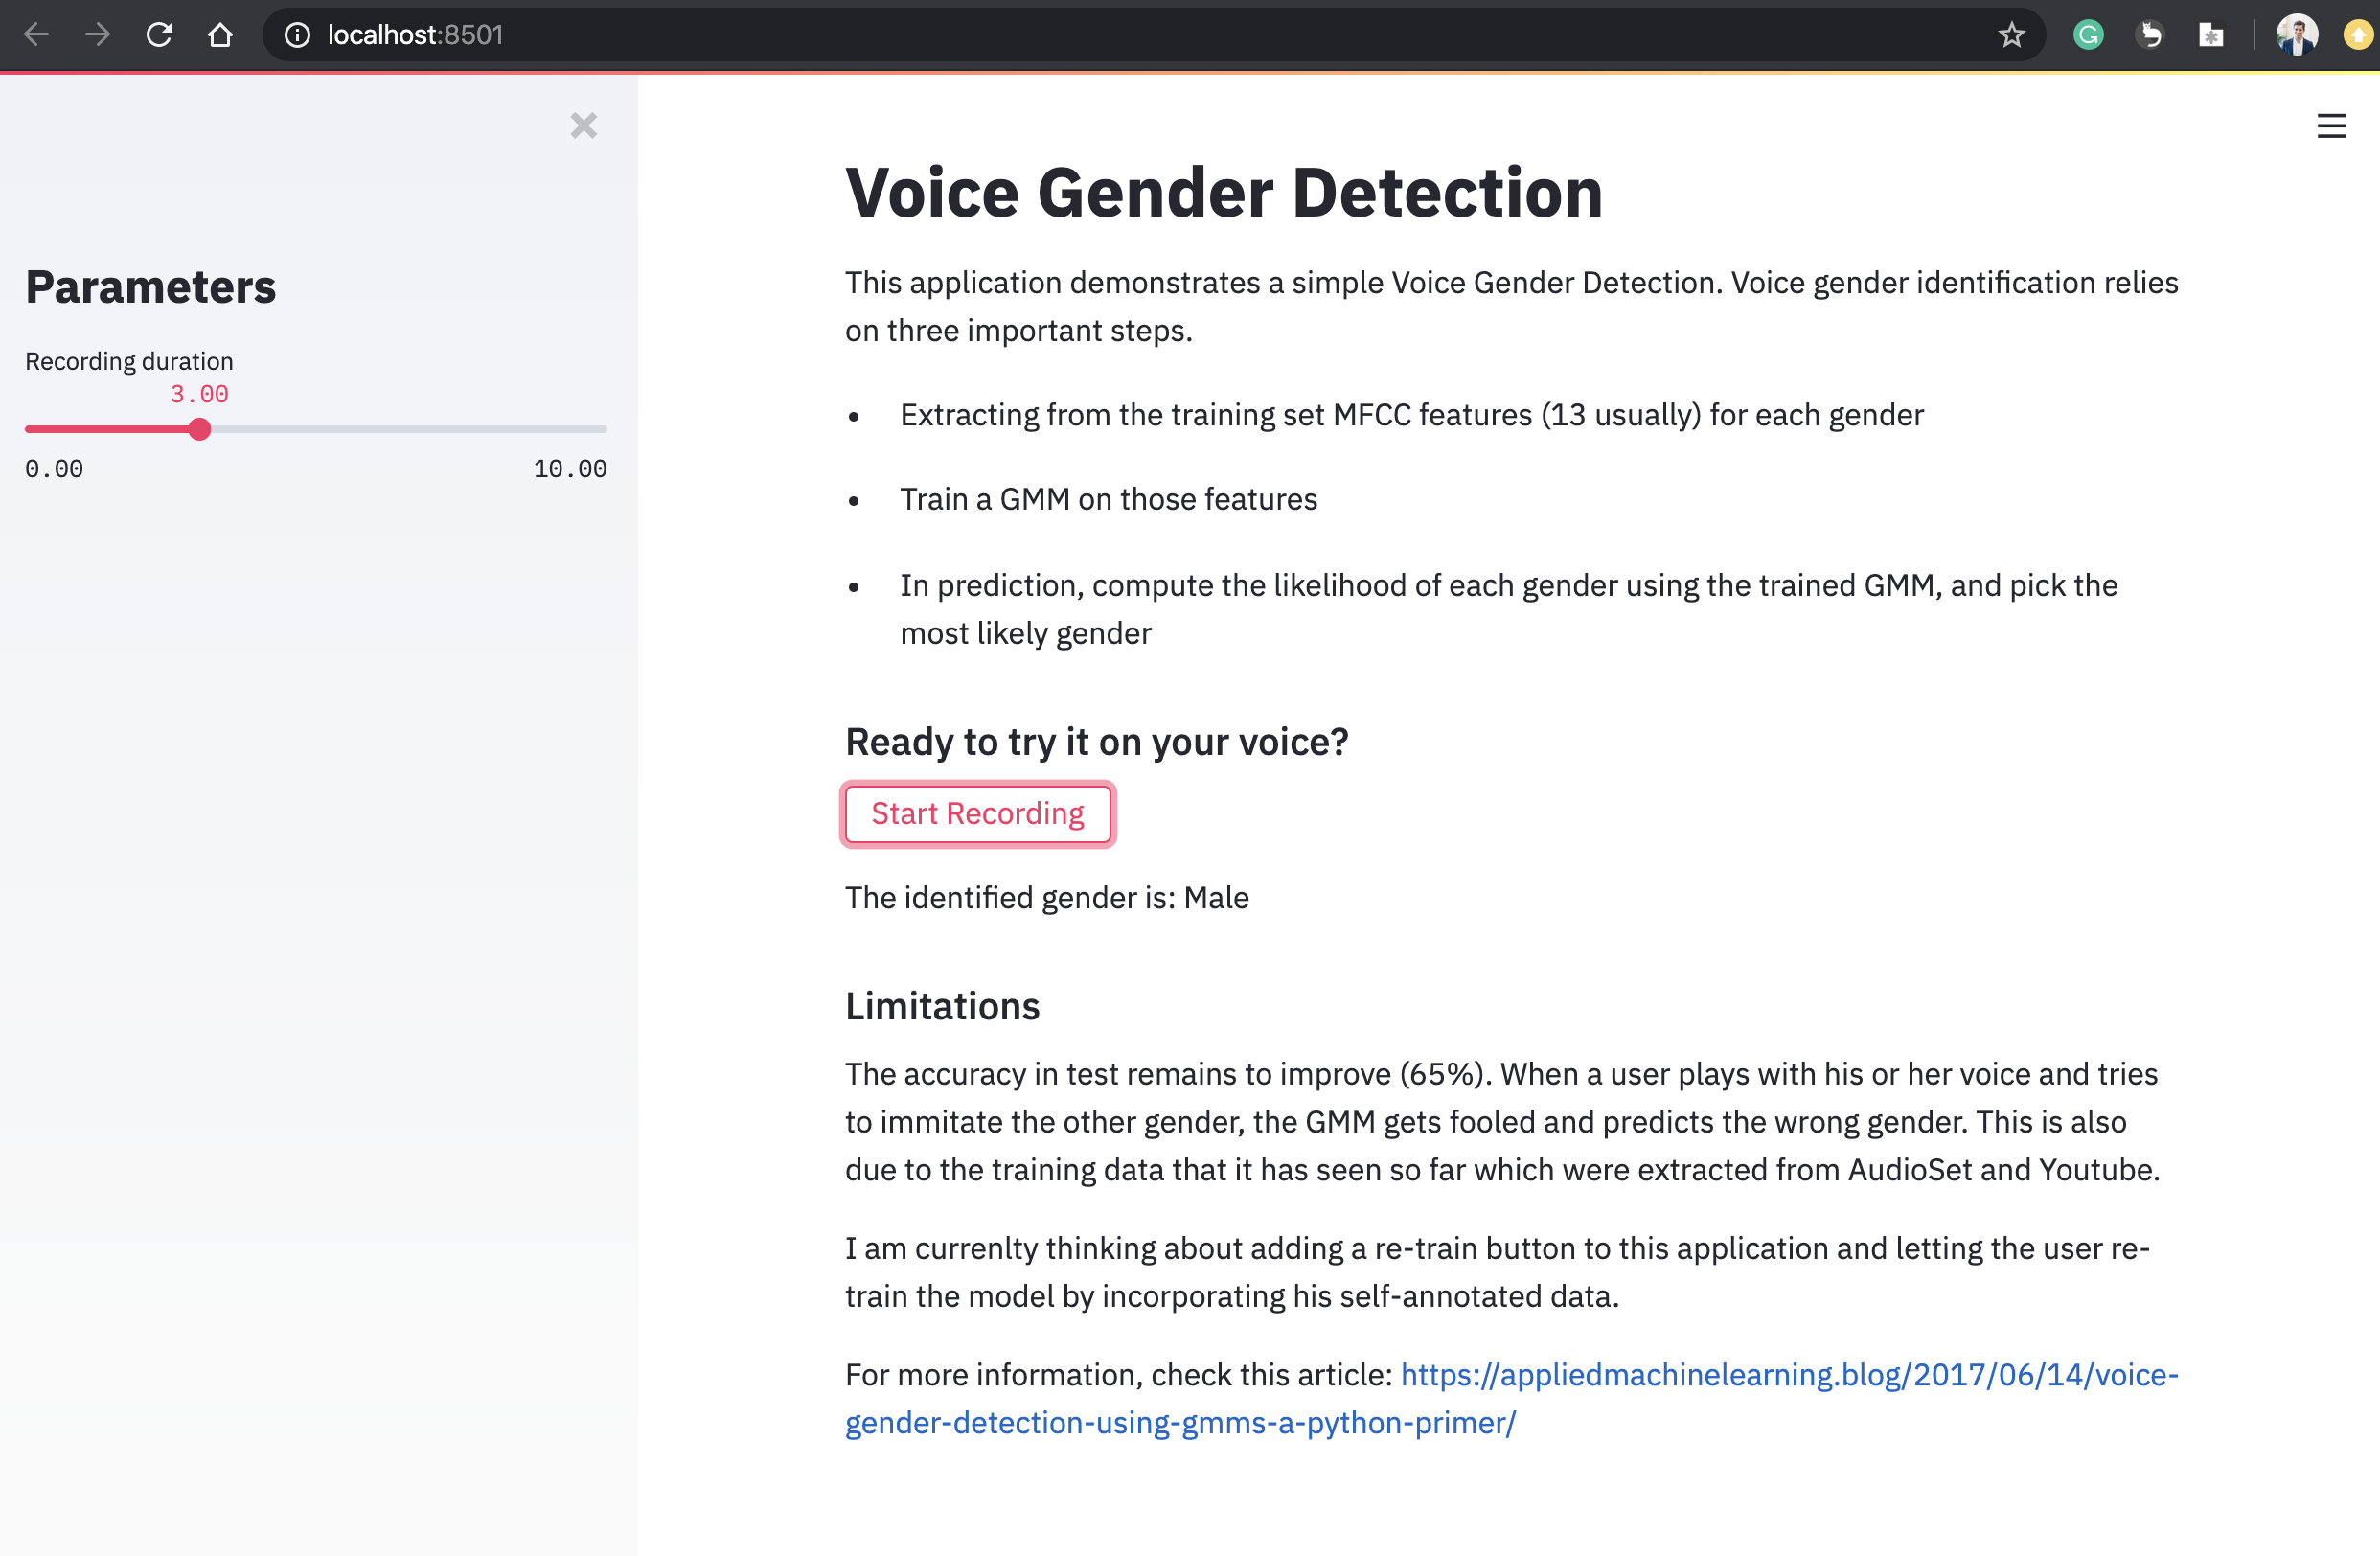 localhost:8501
Parameters
Recording duration
3.00
0.00 10.00
Voice Gender Detection
This application demonstrates a simple Voice Gender Detection. Voice gender identification relies
on three important steps.
• Extracting from the training set MFCC features (13 usually) for each gender
• Train a GMM on those features
• In prediction, compute the likelihood of each gender using the trained GMM, and pick the
most likely gender
Ready to try it on your voice?
Start Recording
The identified gender is: Male
Limitations
The accuracy in test remains to improve (65%). When a user plays with his or her voice and tries
to immitate the other gender, the GMM gets fooled and predicts the wrong gender. This is also
due to the training data that it has seen so far which were extracted from AudioSet and Youtube.
I am currenlty thinking about adding a re-train button to this application and letting the user re-
train the model by incorporating his self-annotated data.
For more information, check this article: https://appliedmachinelearning.blog/2017/06/14/voice-
gender-detection-using-gmms-a-python-primer/